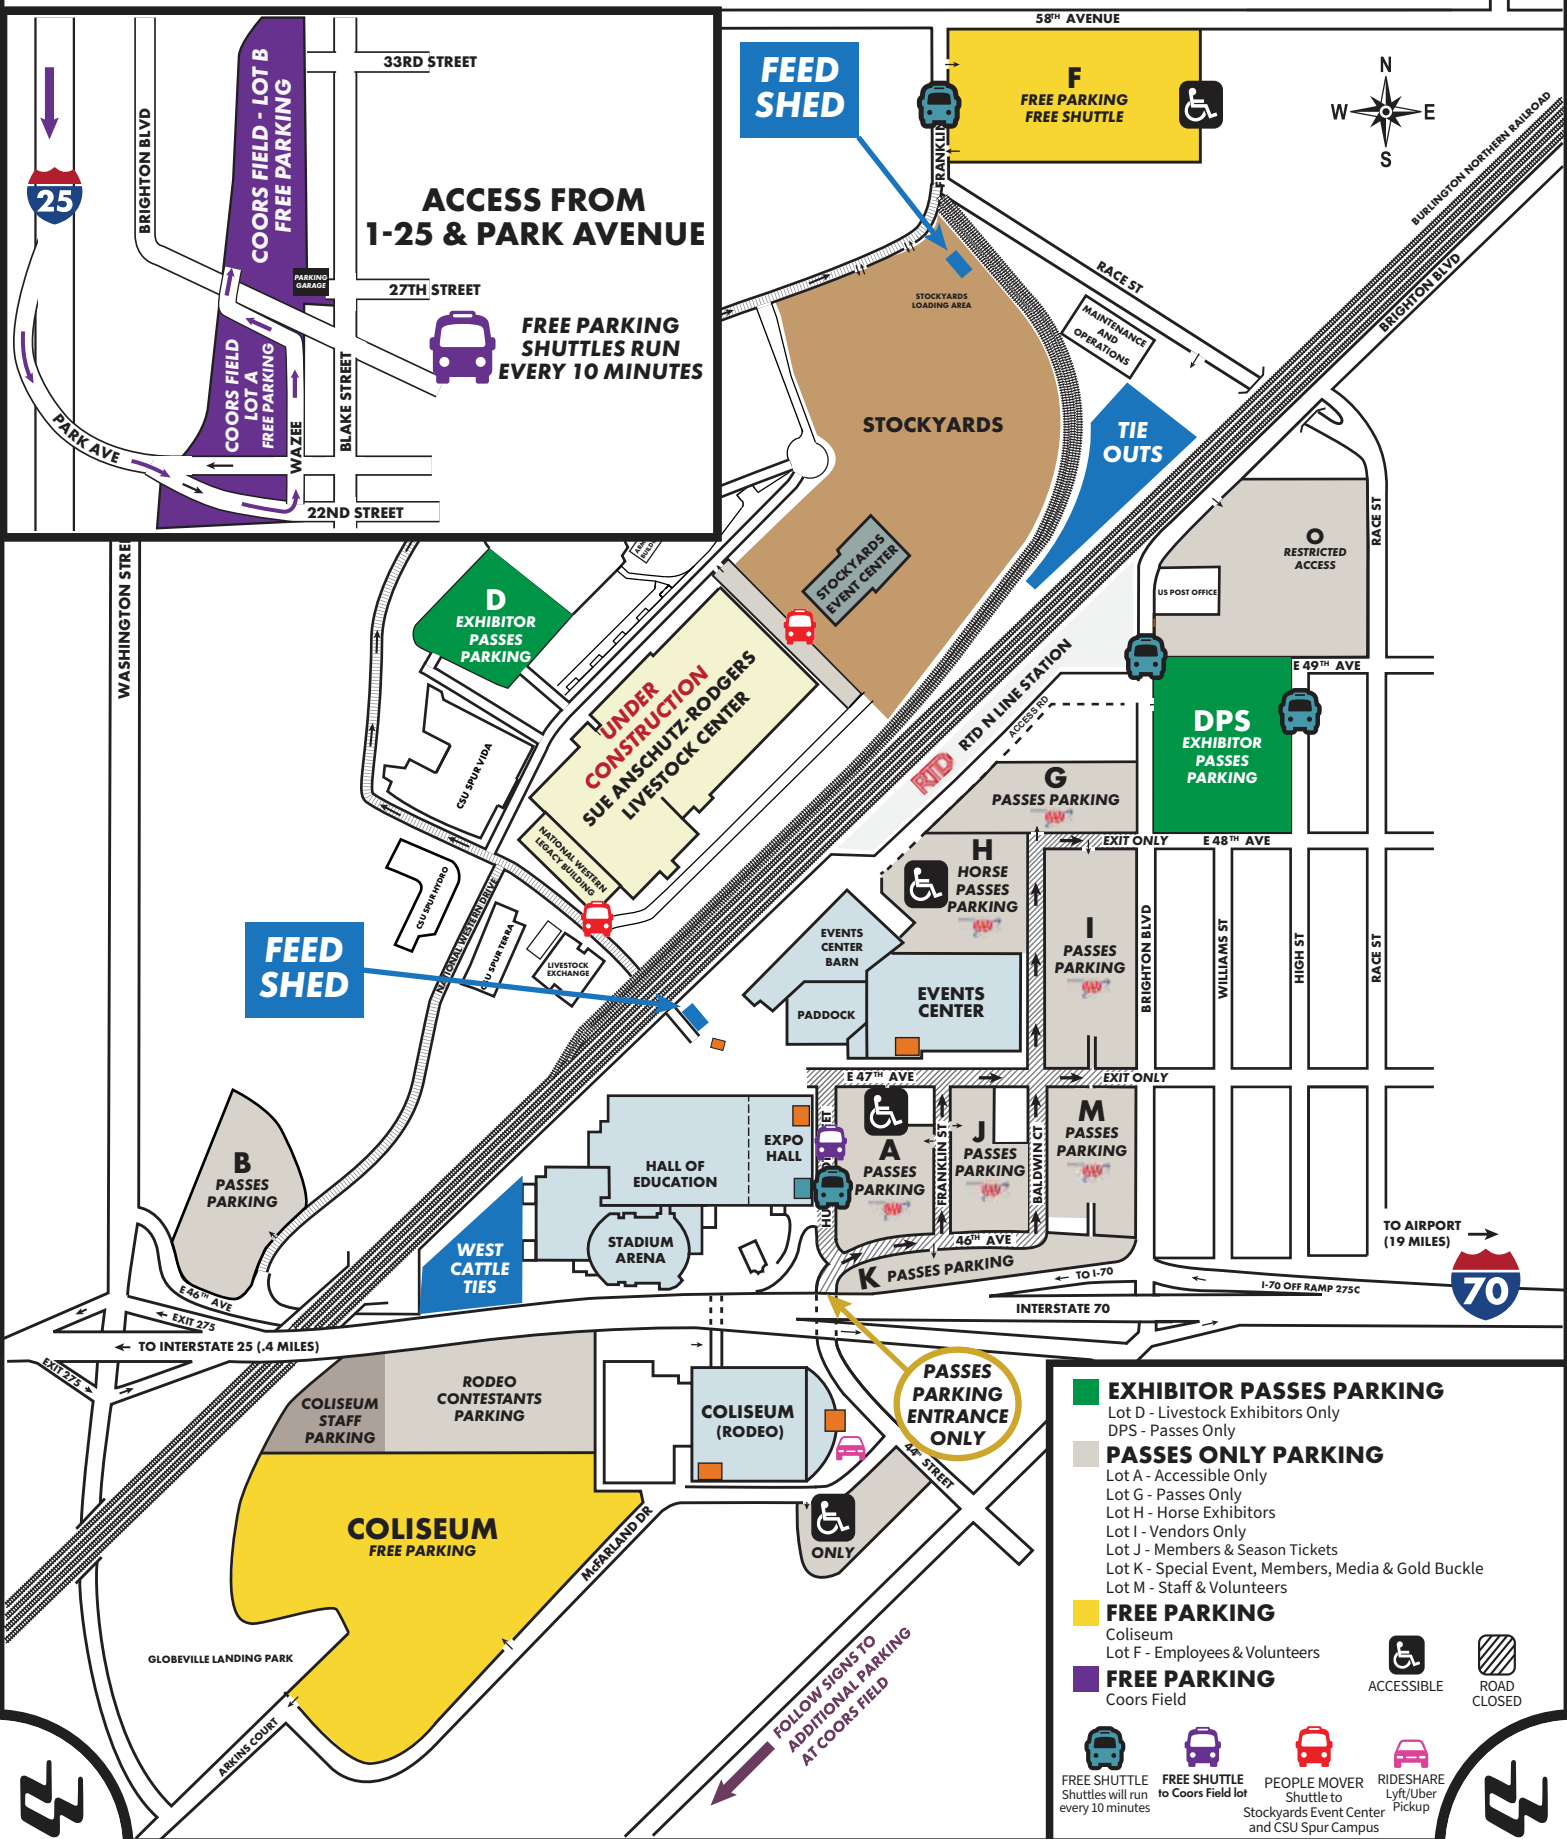 58TH AVENUE
33RD STREET
COORS FIELD - LOT B
FREE PARKING
BRIGHTON BLVD
25
ACCESS FROM
1-25 & PARK AVENUE
PARKING
GARAGE
27TH STREET
FREE PARKING
SHUTTLES RUN
EVERY 10 MINUTES
COORS FIELD
LOT A
FREE PARKING
BLAKE STREET
WAZEE
PARK AVE
22ND STREET
FEED
SHED
F
FREE PARKING
FREE SHUTTLE
FRANKLIN
N
W
E
S
BURLINGTON NORTHERN RAILROAD
BRIGHTON BLVD
RACE ST
STOCKYARDS
LOADING AREA
MAINTENANCE
AND
OPERATIONS
STOCKYARDS
TIE
OUTS
STOCKYARDS
EVENT CENTER
O
RESTRICTED
ACCESS
US POST OFFICE
RACE ST
E 49TH AVE
WASHINGTON STREE
D
EXHIBITOR
PASSES
PARKING
UNDER
CONSTRUCTION
SUE ANSCHUTZ-RODGERS
LIVESTOCK CENTER
NATIONAL WESTERN
LEGACY BUILDING
CSU SPUR VIDA
CSU SPUR HYDRO
CSU SPUR TERRA
NATIONAL WESTERN DRIVE
LIVESTOCK
EXCHANGE
RTD
RTD N LINE STATION
ACCESS RD
DPS
EXHIBITOR
PASSES
PARKING
G
PASSES PARKING
EXIT ONLY
E 48TH AVE
H
HORSE
PASSES
PARKING
I
PASSES
PARKING
BRIGHTON BLVD
WILLIAMS ST
HIGH ST
RACE ST
FEED
SHED
EVENTS
CENTER
BARN
PADDOCK
EVENTS
CENTER
E 47TH AVE
EXIT ONLY
A
PASSES
PARKING
FRANKLIN ST
J
PASSES
PARKING
BALDWIN CT
M
PASSES
PARKING
B
PASSES
PARKING
EXPO
HALL
HALL OF
EDUCATION
STADIUM
ARENA
WEST
CATTLE
TIES
46TH AVE
K PASSES PARKING
TO AIRPORT
(19 MILES)
70
TO I-70
I-70 OFF RAMP 275C
INTERSTATE 70
E 46TH AVE
EXIT 275
TO INTERSTATE 25 (.4 MILES)
EXIT 275
COLISEUM
STAFF
PARKING
RODEO
CONTESTANTS
PARKING
COLISEUM
(RODEO)
PASSES
PARKING
ENTRANCE
ONLY
44TH STREET
ONLY
COLISEUM
FREE PARKING
McFARLAND DR
GLOBEVILLE LANDING PARK
ARKINS COURT
FOLLOW SIGNS TO
ADDITIONAL PARKING
AT COORS FIELD
EXHIBITOR PASSES PARKING
Lot D - Livestock Exhibitors Only
DPS - Passes Only
PASSES ONLY PARKING
Lot A - Accessible Only
Lot G - Passes Only
Lot H - Horse Exhibitors
Lot I - Vendors Only
Lot J - Members & Season Tickets
Lot K - Special Event, Members, Media & Gold Buckle
Lot M - Staff & Volunteers
FREE PARKING
Coliseum
Lot F - Employees & Volunteers
FREE PARKING
Coors Field
ACCESSIBLE
ROAD
CLOSED
FREE SHUTTLE
Shuttles will run
every 10 minutes
FREE SHUTTLE
to Coors Field lot
PEOPLE MOVER
Shuttle to
Stockyards Event Center
and CSU Spur Campus
RIDESHARE
Lyft/Uber
Pickup